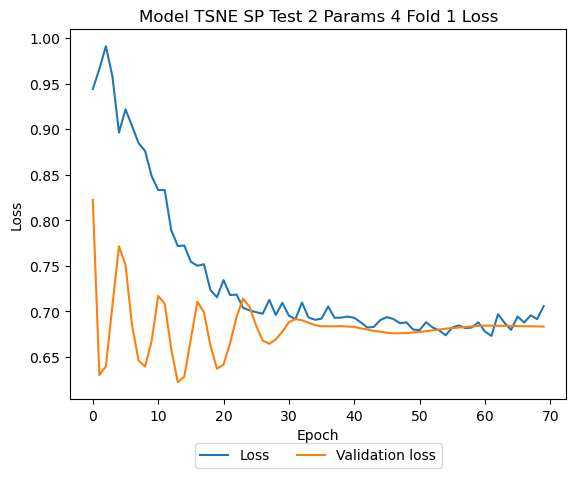 Model TSNE SP Test 2 Params 4 Fold 1 Loss
1.00
0.95
0.90
0.85
0.80
0.75
0.70
0.65
Loss
0 10 20 30 40 50 60 70
Epoch
Loss Validation loss